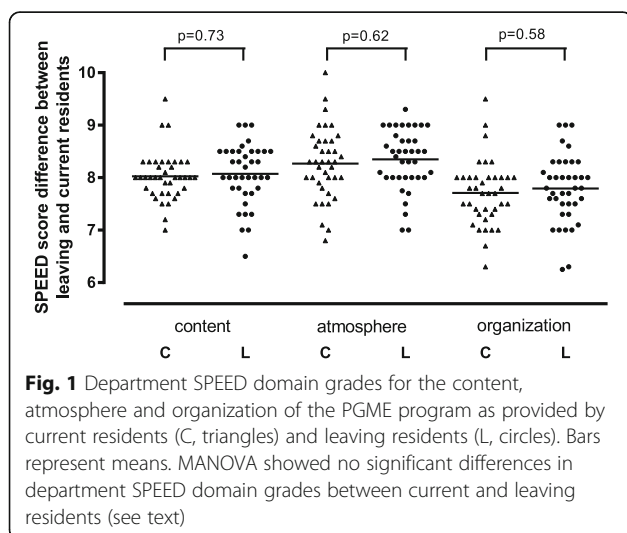 p=0.73 p=0.62 p=0.58
SPEED score difference between
leaving and current residents
10
9
8
7
6
content atmosphere organization
C L C L C L
Fig. 1 Department SPEED domain grades for the content,
atmosphere and organization of the PGME program as provided by
current residents (C, triangles) and leaving residents (L, circles). Bars
represent means. MANOVA showed no significant differences in
department SPEED domain grades between current and leaving
residents (see text)